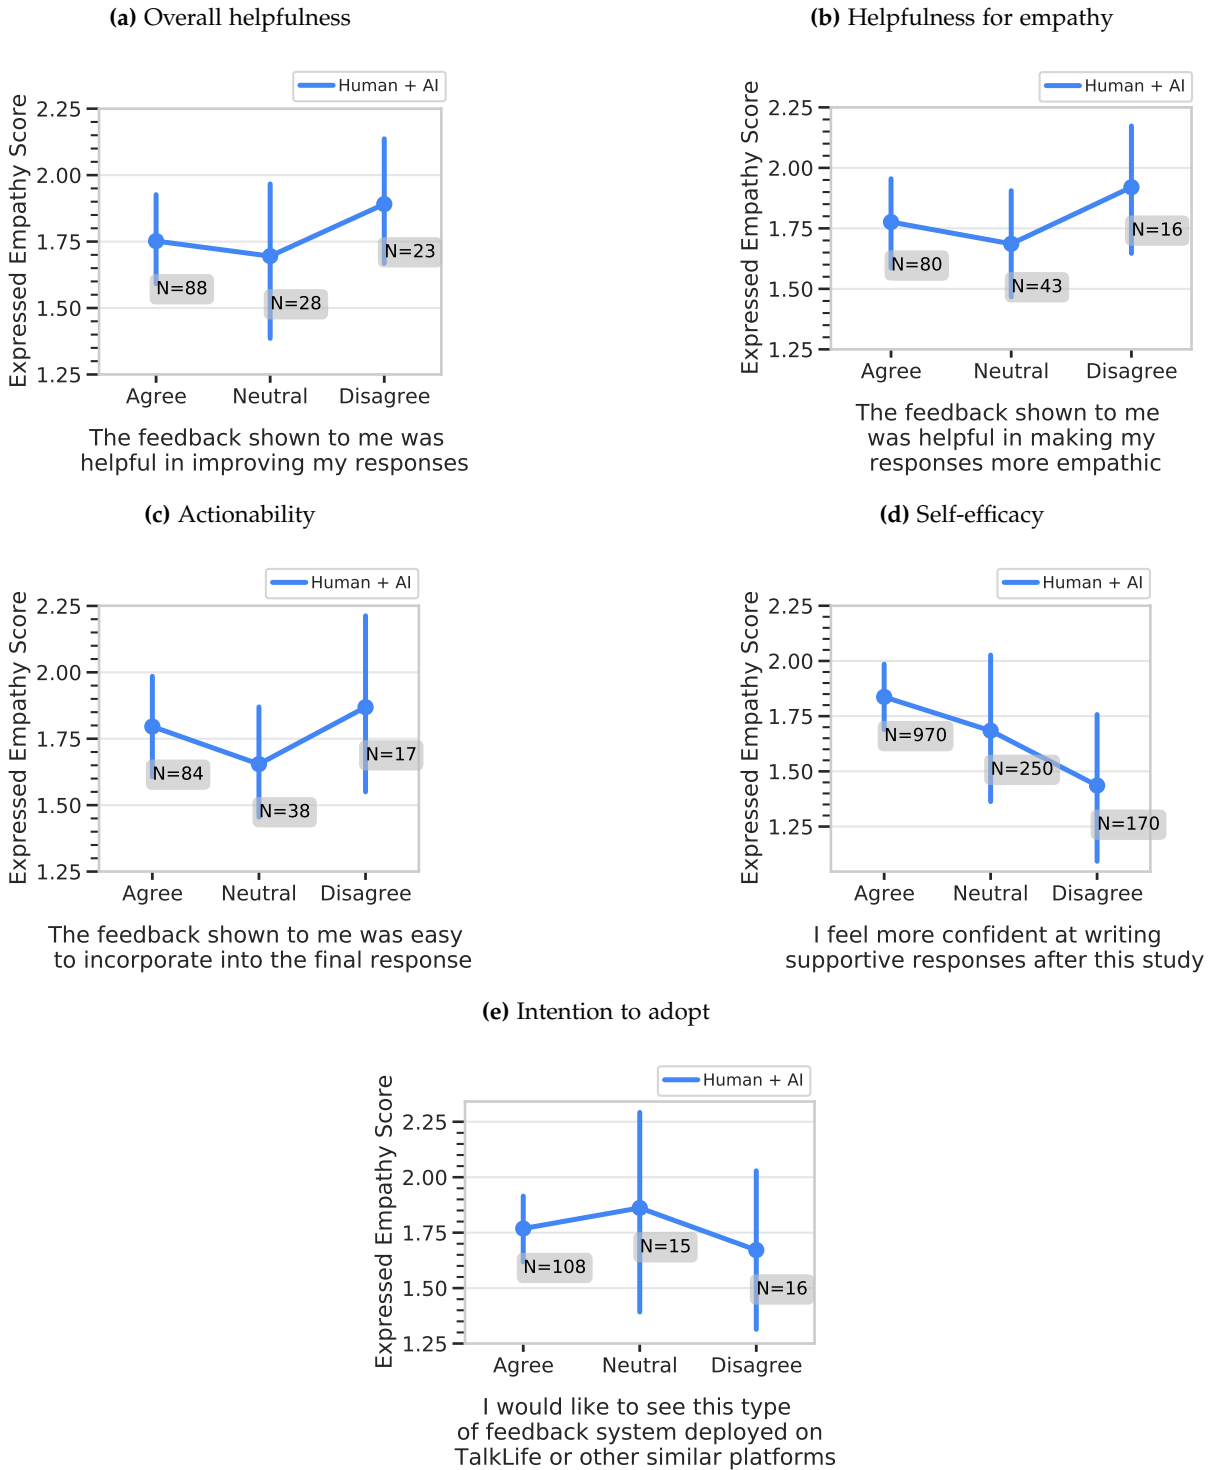 (a) Overall helpfulness
Human + AI
Expressed Empathy Score
2.25
2.00
1.75
1.50
1.25
N=88
N=28
N=23
Agree Neutral Disagree
The feedback shown to me was
helpful in improving my responses
(b) Helpfulness for empathy
Human + AI
Expressed Empathy Score
2.25
2.00
1.75
1.50
1.25
N=80
N=43
N=16
Agree Neutral Disagree
The feedback shown to me
was helpful in making my
responses more empathic
(c) Actionability
Human + AI
Expressed Empathy Score
2.25
2.00
1.75
1.50
1.25
N=84
N=38
N=17
Agree Neutral Disagree
The feedback shown to me was easy
to incorporate into the final response
(d) Self-efficacy
Human + AI
Expressed Empathy Score
2.25
2.00
1.75
1.50
1.25
N=970
N=250
N=170
Agree Neutral Disagree
I feel more confident at writing
supportive responses after this study
(e) Intention to adopt
Human + AI
Expressed Empathy Score
2.25
2.00
1.75
1.50
1.25
N=108
N=15
N=16
Agree Neutral Disagree
I would like to see this type
of feedback system deployed on
TalkLife or other similar platforms